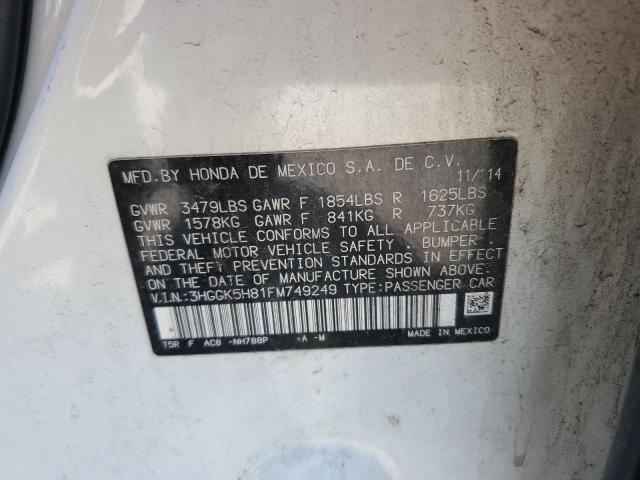 MFD.BY HONDA DE MEXICO S.A. DE C.V.
11/14
GVWR 3479LBS GAWR F 1854LBS R 1625LBS
GVWR 1578KG GAWR F 841KG R 737KG
THIS VEHICLE CONFORMS TO ALL APPLICABLE
FEDERAL MOTOR VEHICLE SAFETY, BUMPER,
AND THEFT PREVENTION STANDARDS IN EFFECT
ON THE DATE OF MANUFACTURE SHOWN ABOVE.
V.I.N.:3HGGK5H81FM749249 TYPE:PASSENGER CAR
T5R F AC8 -NH788P -A -M MADE IN MEXICO